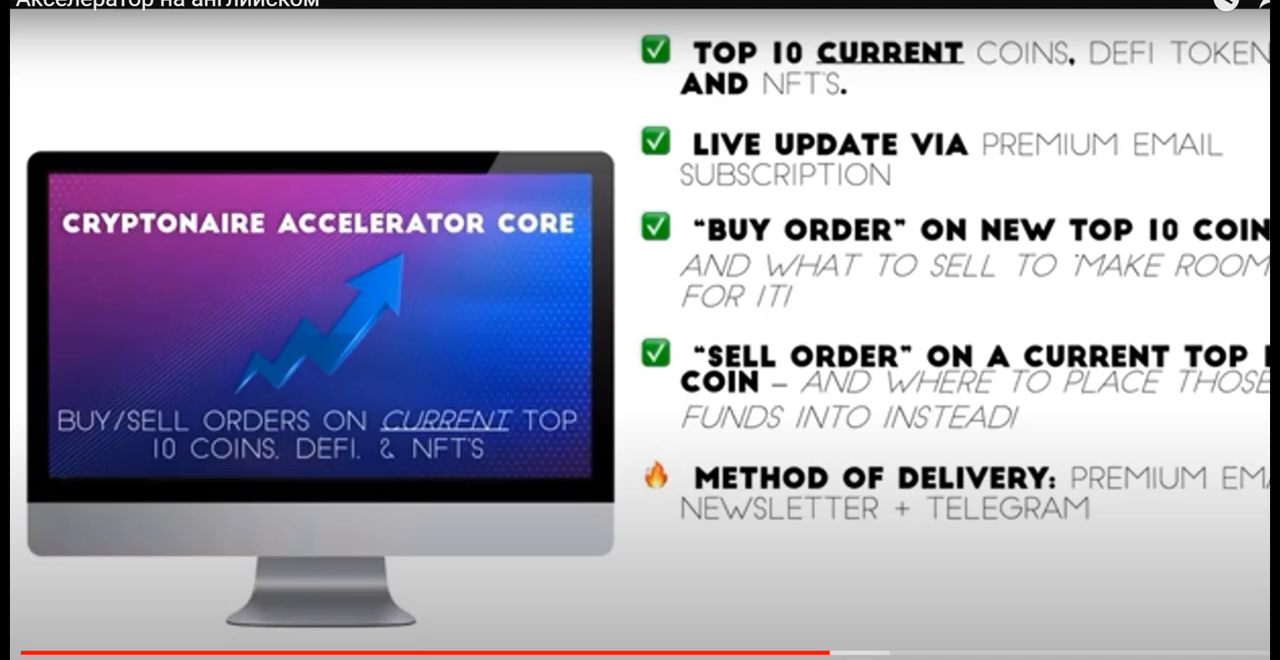 Акселератор на английском
CRYPTONAIRE ACCELERATOR CORE
BUY/SELL ORDERS ON CURRENT TOP
10 COINS, DEFI, & NFT'S
✅ TOP 10 CURRENT COINS, DEFI TOKEN
AND NFT'S.
✅ LIVE UPDATE VIA PREMIUM EMAIL
SUBSCRIPTION
✅ “BUY ORDER” ON NEW TOP 10 COIN
AND WHAT TO SELL TO 'MAKE ROOM
FOR IT!
✅ “SELL ORDER” ON A CURRENT TOP
COIN – AND WHERE TO PLACE THOSE
FUNDS INTO INSTEAD!
🔥 METHOD OF DELIVERY: PREMIUM
NEWSLETTER + TELEGRAM